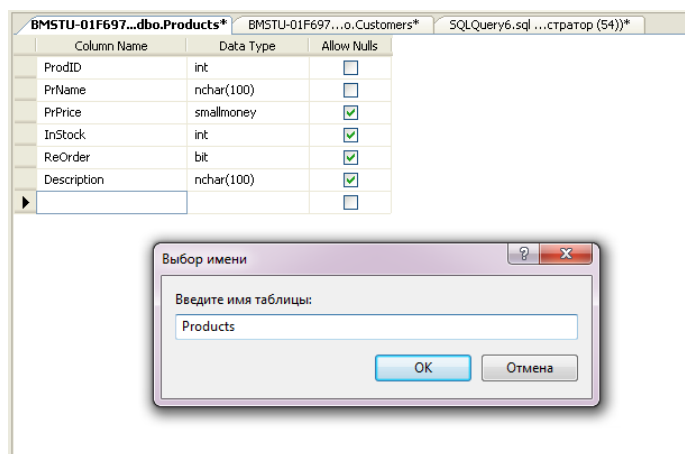 BMSTU-01F697...dbo.Products* BMSTU-01F697...o.Customers* SQLQuery6.sql ...стратор (54))*
Column Name Data Type Allow Nulls
ProdID int
PrName nchar(100)
PrPrice smallmoney
InStock int
ReOrder bit
Description nchar(100)
Выбор имени
Введите имя таблицы:
Products
OK Отмена